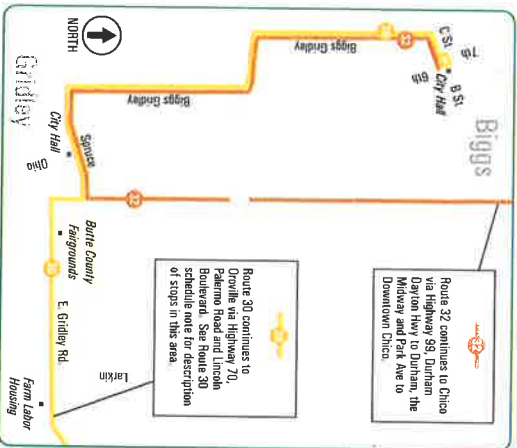 NORTH
Gridley
Biggs
C St
7th
B St
6th
City Hall
32
Biggs Gridley
Biggs Gridley
Spruce
City Hall
Ohio
32
Butte County
Fairgrounds
E. Gridley Rd.
Larkin
Farm Labor
Housing
32
Route 32 continues to Chico
via Highway 99, Durham
Dayton Hwy to Durham, the
Midway and Park Ave to
Downtown Chico.
Route 30 continues to
Oroville via Highway 70,
Palermo Road and Lincoln
Boulevard. See Route 30
schedule note for description
of stops in this area.